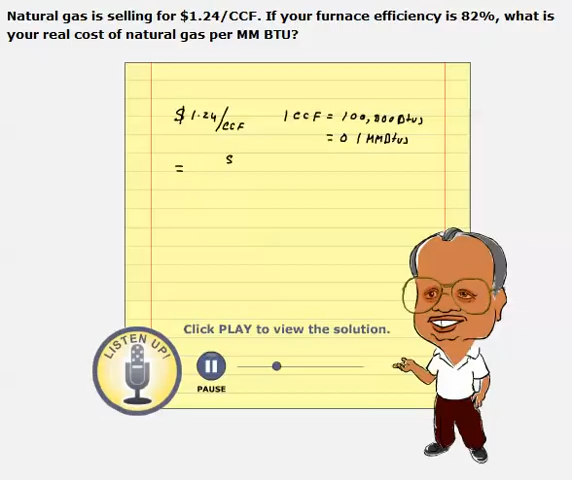 Natural gas is selling for $1.24/CCF. If your furnace efficiency is 82%, what is
your real cost of natural gas per MM BTU?
$1.24/CCF 1 CCF = 100,000 Btus
= 0.1 MMBtus
= $
Click PLAY to view the solution.
LISTEN UP!
PAUSE